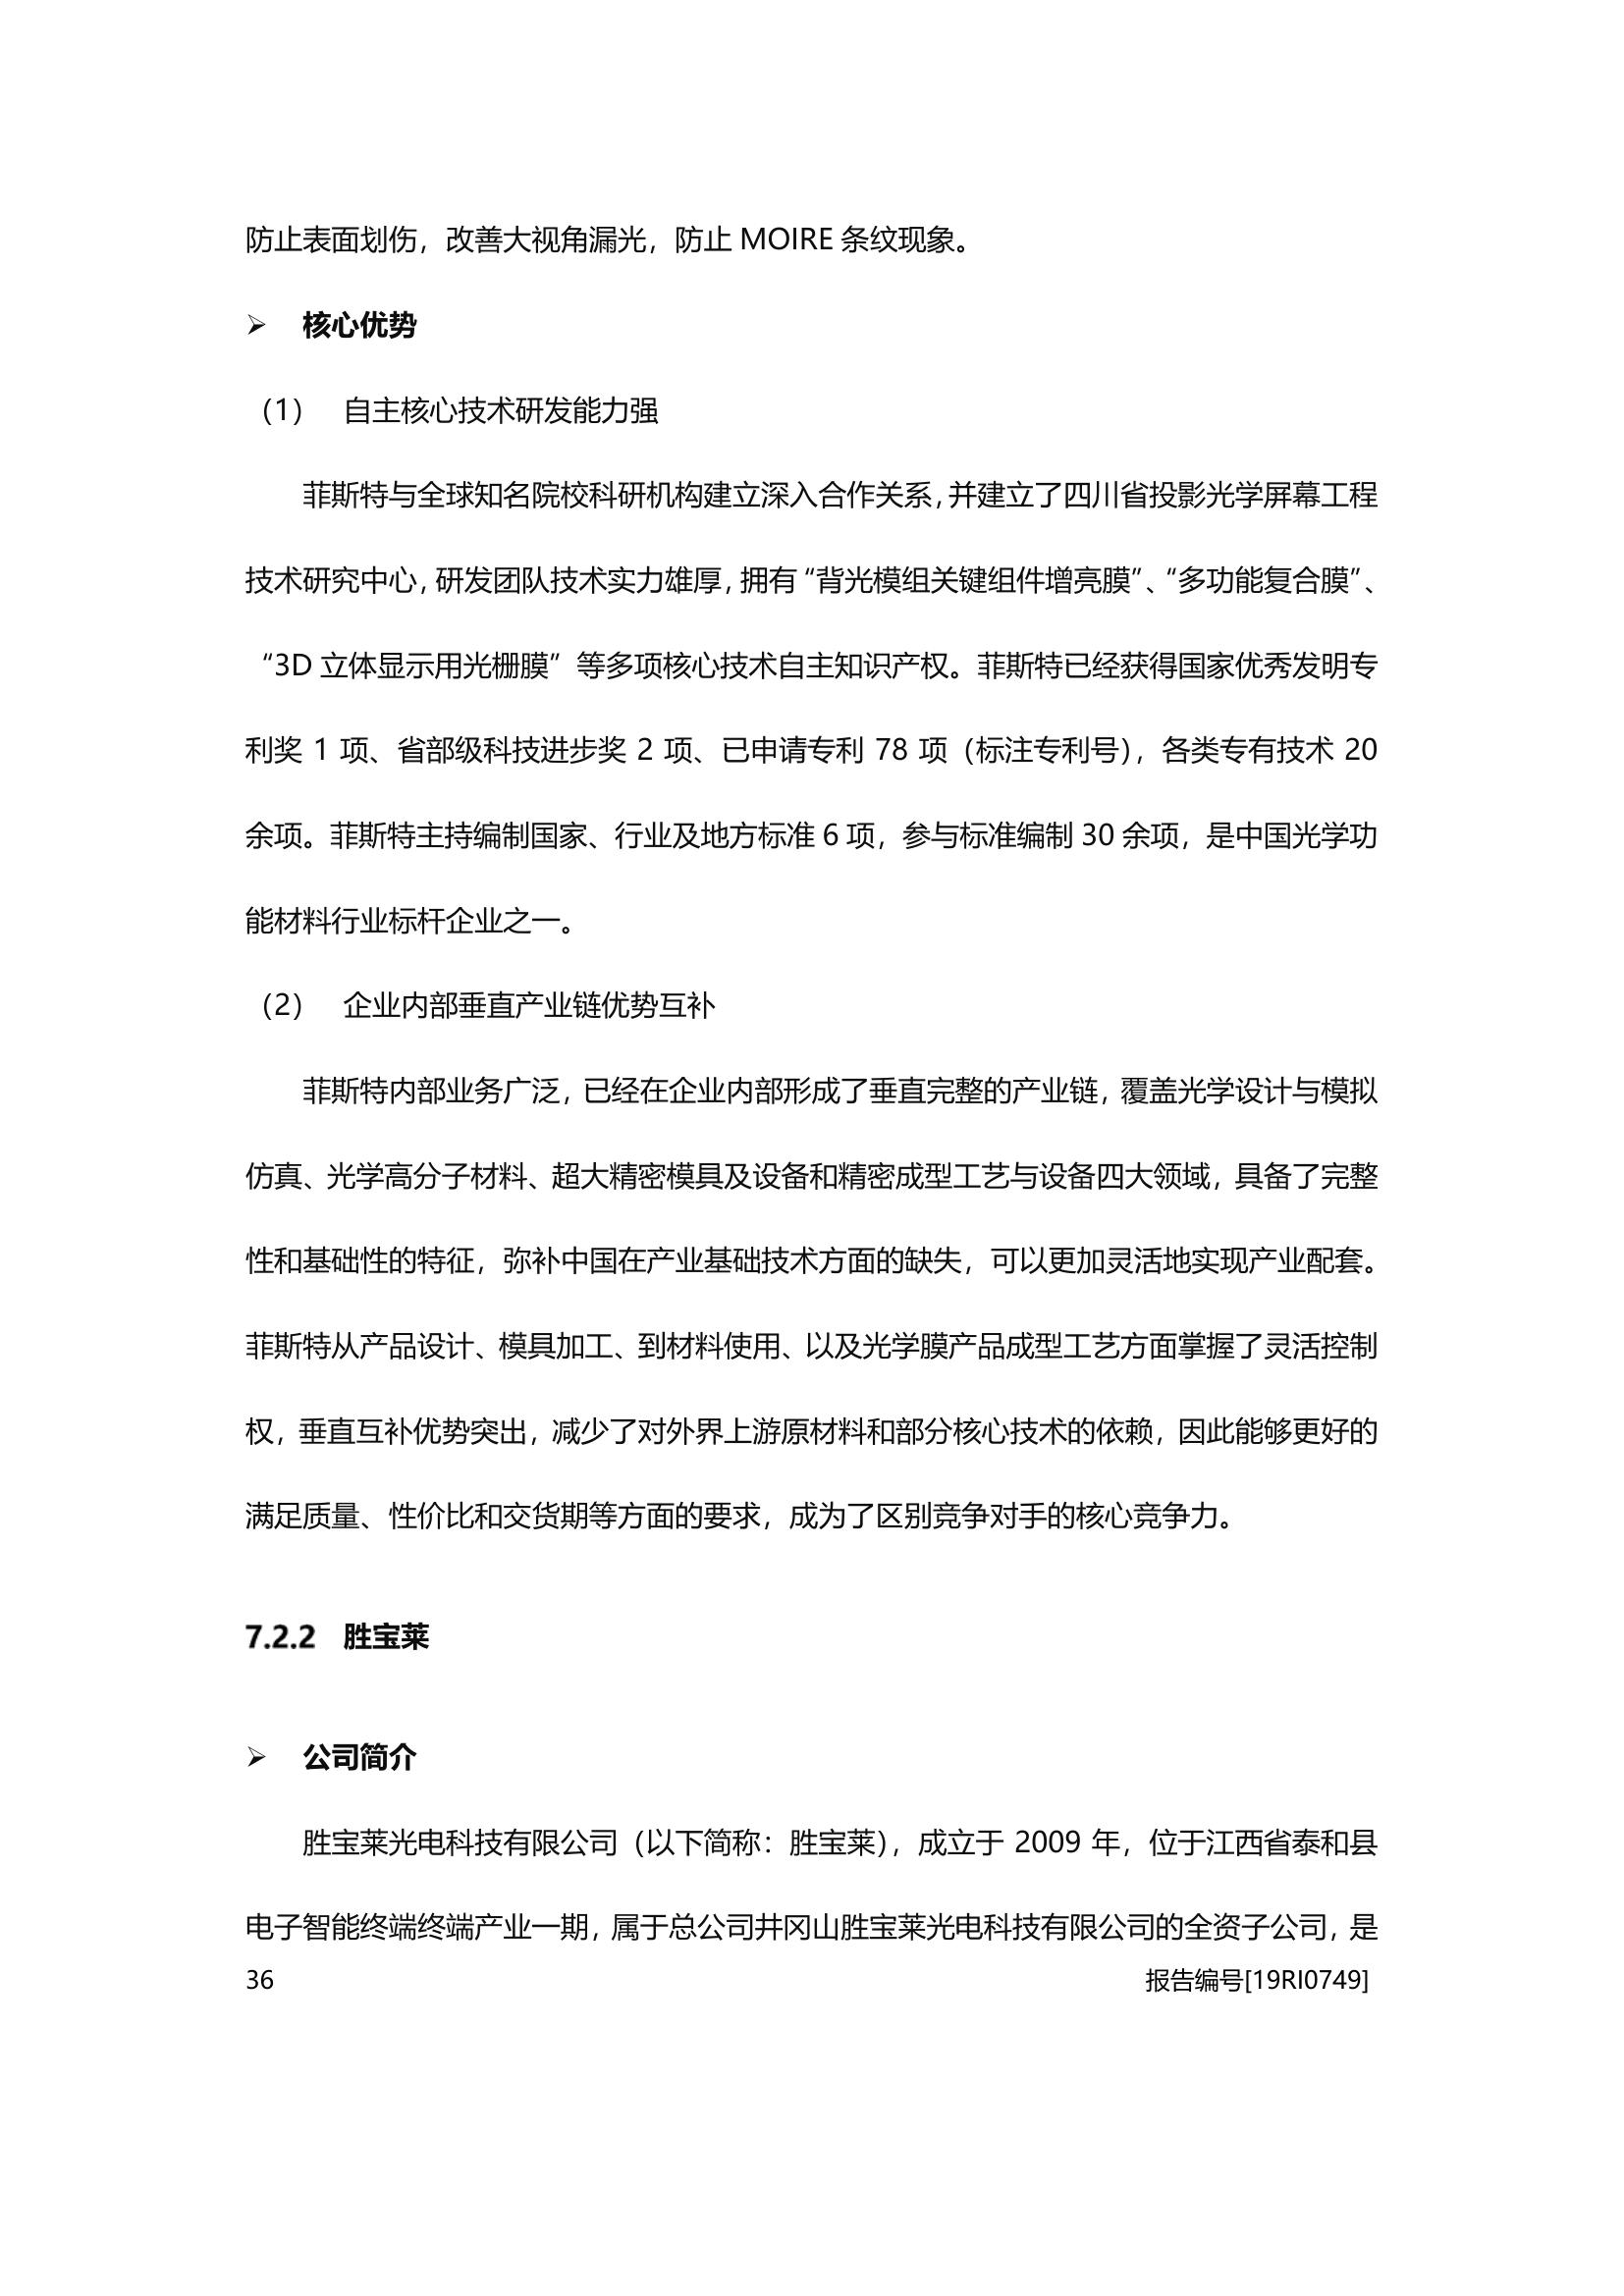 防止表面划伤，改善大视角漏光，防止 MOIRE 条纹现象。
➢ 核心优势
（1） 自主核心技术研发能力强
菲斯特与全球知名院校科研机构建立深入合作关系，并建立了四川省投影光学屏幕工程
技术研究中心，研发团队技术实力雄厚，拥有“背光模组关键组件增亮膜”、“多功能复合膜”、
“3D 立体显示用光栅膜”等多项核心技术自主知识产权。菲斯特已经获得国家优秀发明专
利奖 1 项、省部级科技进步奖 2 项、已申请专利 78 项（标注专利号），各类专有技术 20
余项。菲斯特主持编制国家、行业及地方标准 6 项，参与标准编制 30 余项，是中国光学功
能材料行业标杆企业之一。
（2） 企业内部垂直产业链优势互补
菲斯特内部业务广泛，已经在企业内部形成了垂直完整的产业链，覆盖光学设计与模拟
仿真、光学高分子材料、超大精密模具及设备和精密成型工艺与设备四大领域，具备了完整
性和基础性的特征，弥补中国在产业基础技术方面的缺失，可以更加灵活地实现产业配套。
菲斯特从产品设计、模具加工、到材料使用、以及光学膜产品成型工艺方面掌握了灵活控制
权，垂直互补优势突出，减少了对外界上游原材料和部分核心技术的依赖，因此能够更好的
满足质量、性价比和交货期等方面的要求，成为了区别竞争对手的核心竞争力。
7.2.2 胜宝莱
➢ 公司简介
胜宝莱光电科技有限公司（以下简称：胜宝莱），成立于 2009 年，位于江西省泰和县
电子智能终端终端产业一期，属于总公司井冈山胜宝莱光电科技有限公司的全资子公司，是
36 报告编号[19RI0749]